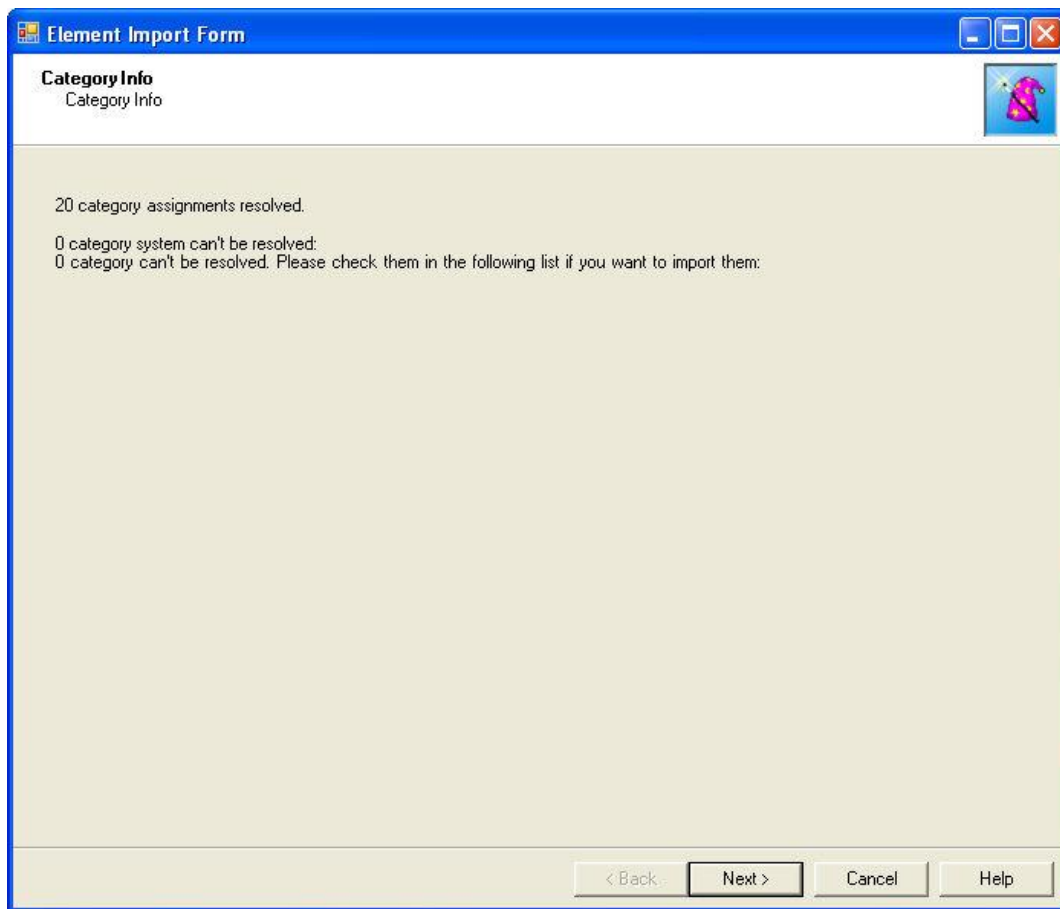 Element Import Form
Category Info
Category Info
20 category assignments resolved.
0 category system can't be resolved:
0 category can't be resolved. Please check them in the following list if you want to import them:
< Back
Next >
Cancel
Help